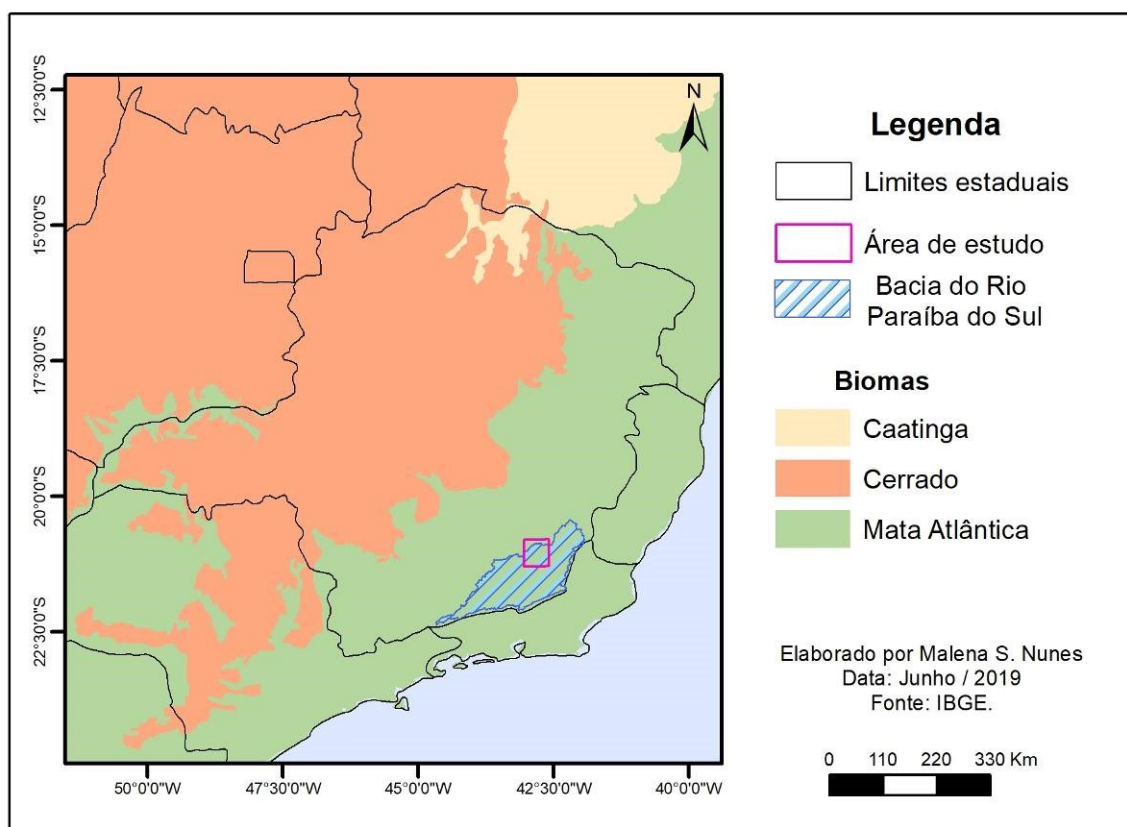 12°30'0"S
15°0'0"S
17°30'0"S
20°0'0"S
22°30'0"S
50°0'0"W
47°30'0"W
45°0'0"W
42°30'0"W
40°0'0"W
N
Legenda
Limites estaduais
Área de estudo
Bacia do Rio
Paraíba do Sul
Biomas
Caatinga
Cerrado
Mata Atlântica
Elaborado por Malena S. Nunes
Data: Junho / 2019
Fonte: IBGE.
0 110 220 330 Km